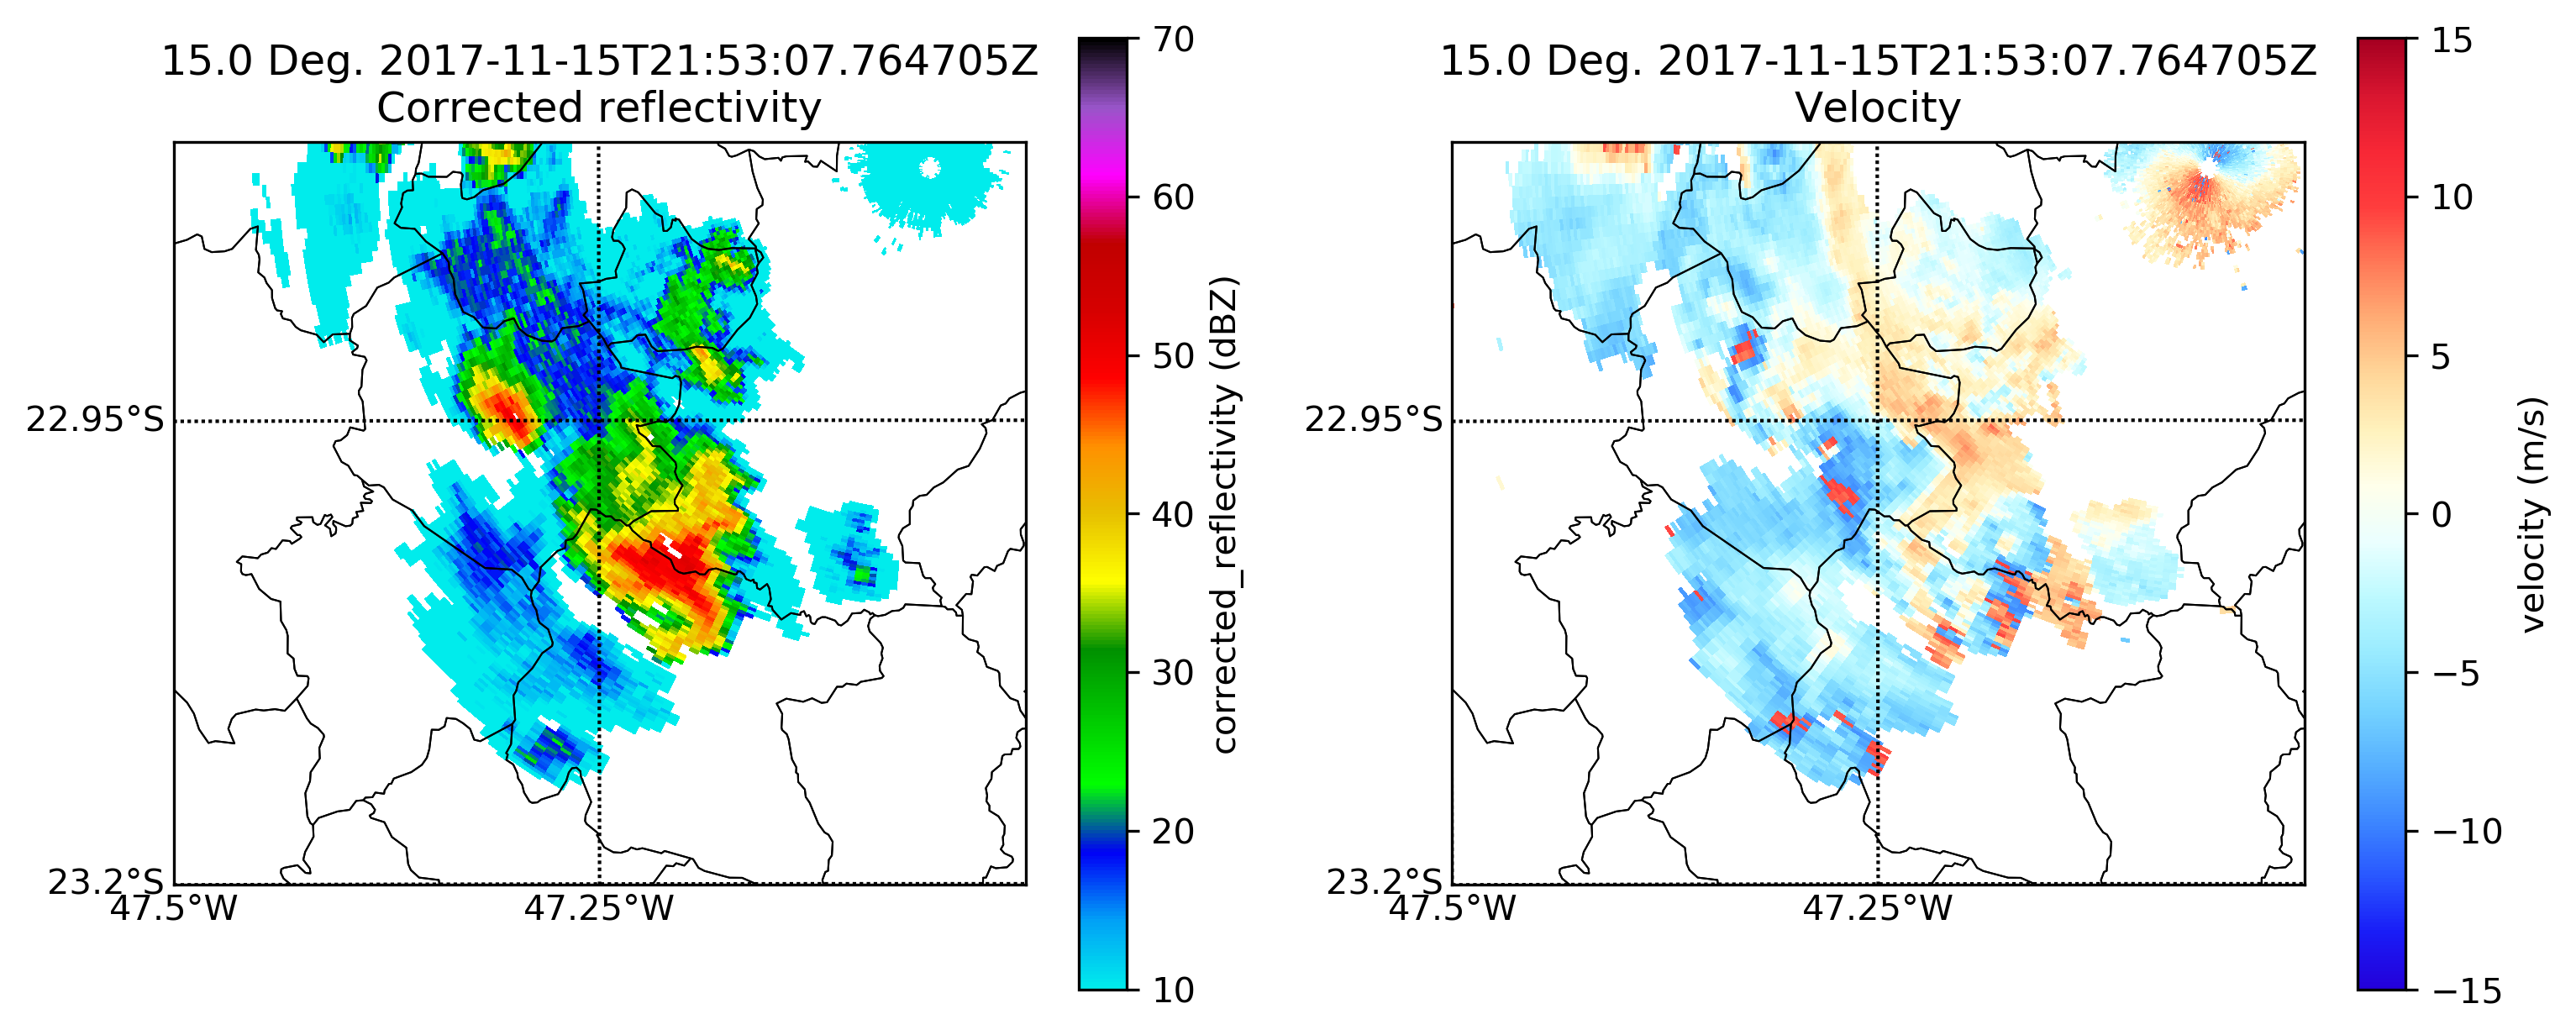 15.0 Deg. 2017-11-15T21:53:07.764705Z
Corrected reflectivity
22.95°S
23.2°S
47.5°W
47.25°W
70
60
50
40
30
20
10
corrected_reflectivity (dBZ)
15.0 Deg. 2017-11-15T21:53:07.764705Z
Velocity
22.95°S
23.2°S
47.5°W
47.25°W
15
10
5
0
−5
−10
−15
velocity (m/s)